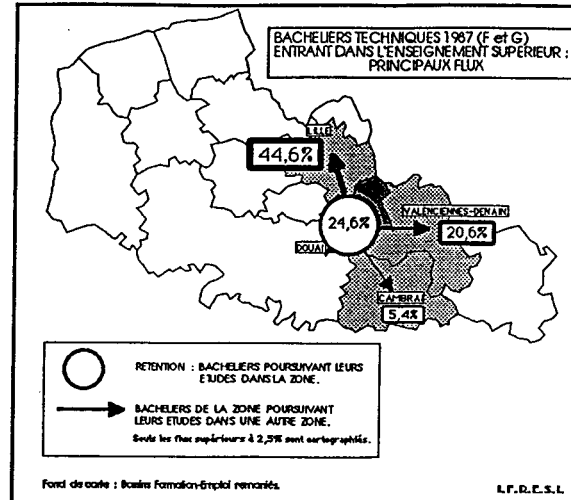 BACHELIERS TECHNIQUES 1987 (F et G)
ENTRANT DANS L'ENSEIGNEMENT SUPERIEUR :
PRINCIPAUX FLUX
LILLE
44,6%
24,6%
VALENCIENNES-DENAIN
20,6%
DOUAI
CAMBRAI
5,4%
RETENTION : BACHELIERS POURSUIVANT LEURS
ETUDES DANS LA ZONE.
BACHELIERS DE LA ZONE POURSUIVANT
LEURS ETUDES DANS UNE AUTRE ZONE.
Seuls les flux supérieurs à 2,5% sont cartographiés.
Fond de carte : Bassins Formation-Emploi remaniés.
I.F.R.E.S.I.